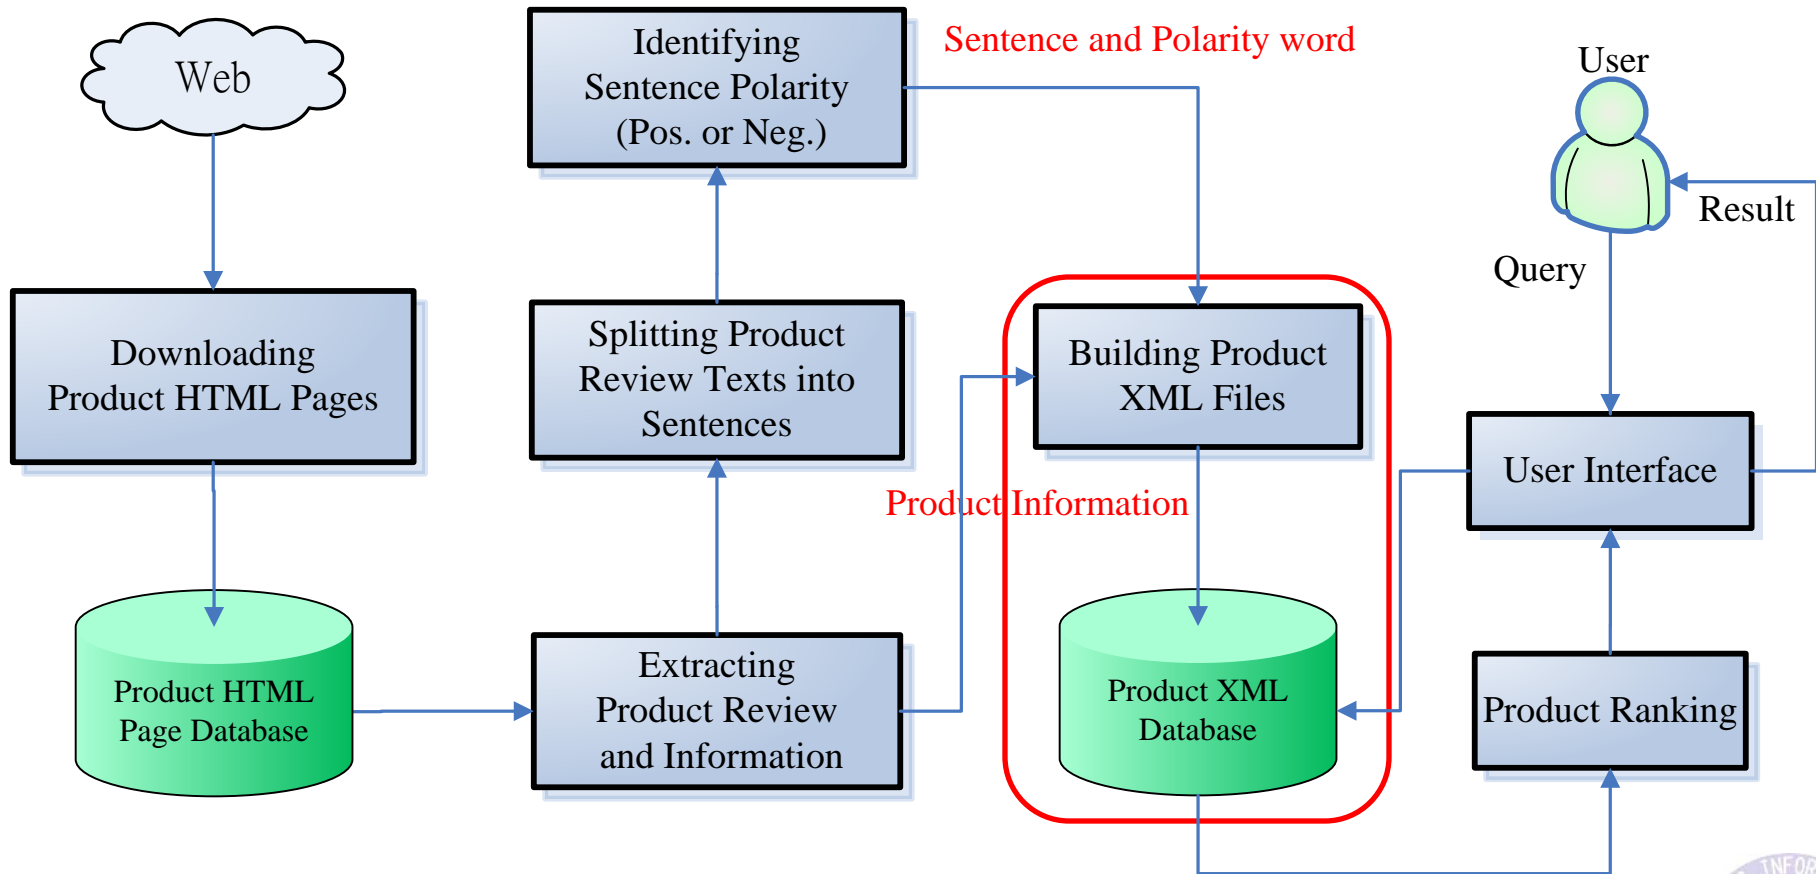 Web
Identifying
Sentence Polarity
(Pos. or Neg.)
Sentence and Polarity word
User
Result
Query
Downloading
Product HTML Pages
Splitting Product
Review Texts into
Sentences
Building Product
XML Files
User Interface
Product Information
Product HTML
Page Database
Extracting
Product Review
and Information
Product XML
Database
Product Ranking